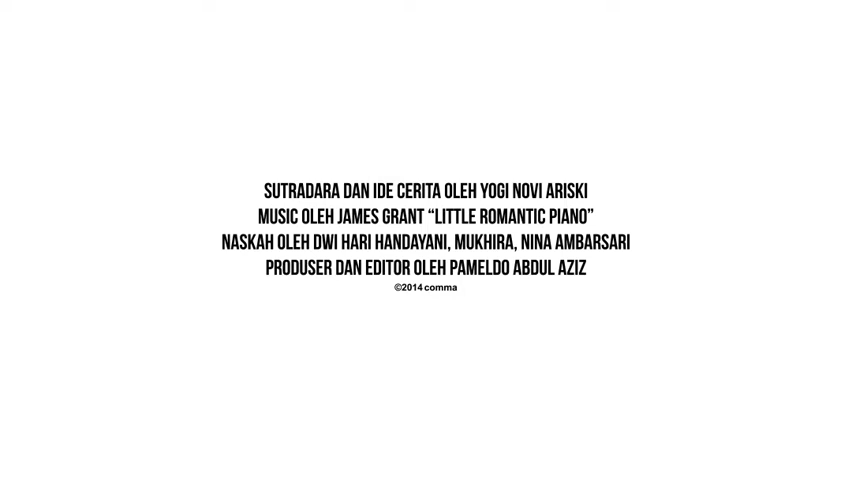 SUTRADARA DAN IDE CERITA OLEH YOGI NOVI ARISKI
MUSIC OLEH JAMES GRANT “LITTLE ROMANTIC PIANO”
NASKAH OLEH DWI HARI HANDAYANI, MUKHIRA, NINA AMBARSARI
PRODUSER DAN EDITOR OLEH PAMELDO ABDUL AZIZ
©2014 comma